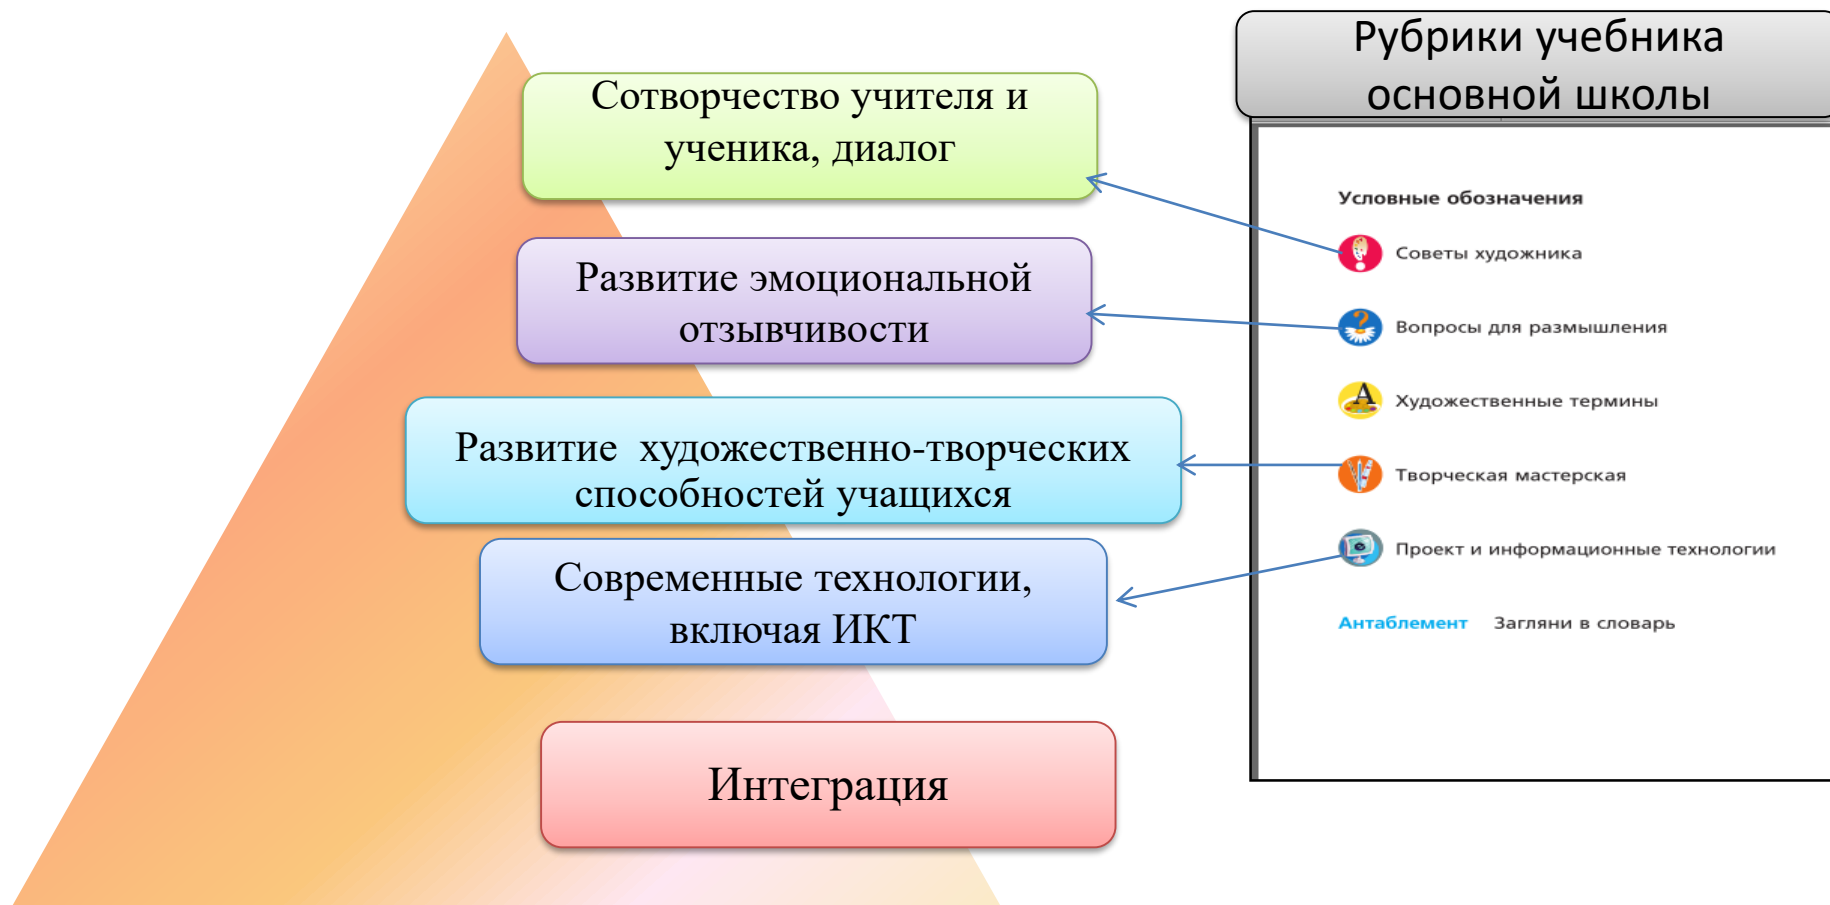 Рубрики учебника
основной школы
Сотворчество учителя и
ученика, диалог
Развитие эмоциональной
отзывчивости
Развитие художественно-творческих
способностей учащихся
Современные технологии,
включая ИКТ
Интеграция
Условные обозначения
Советы художника
Вопросы для размышления
Художественные термины
Творческая мастерская
Проект и информационные технологии
Антаблемент Загляни в словарь